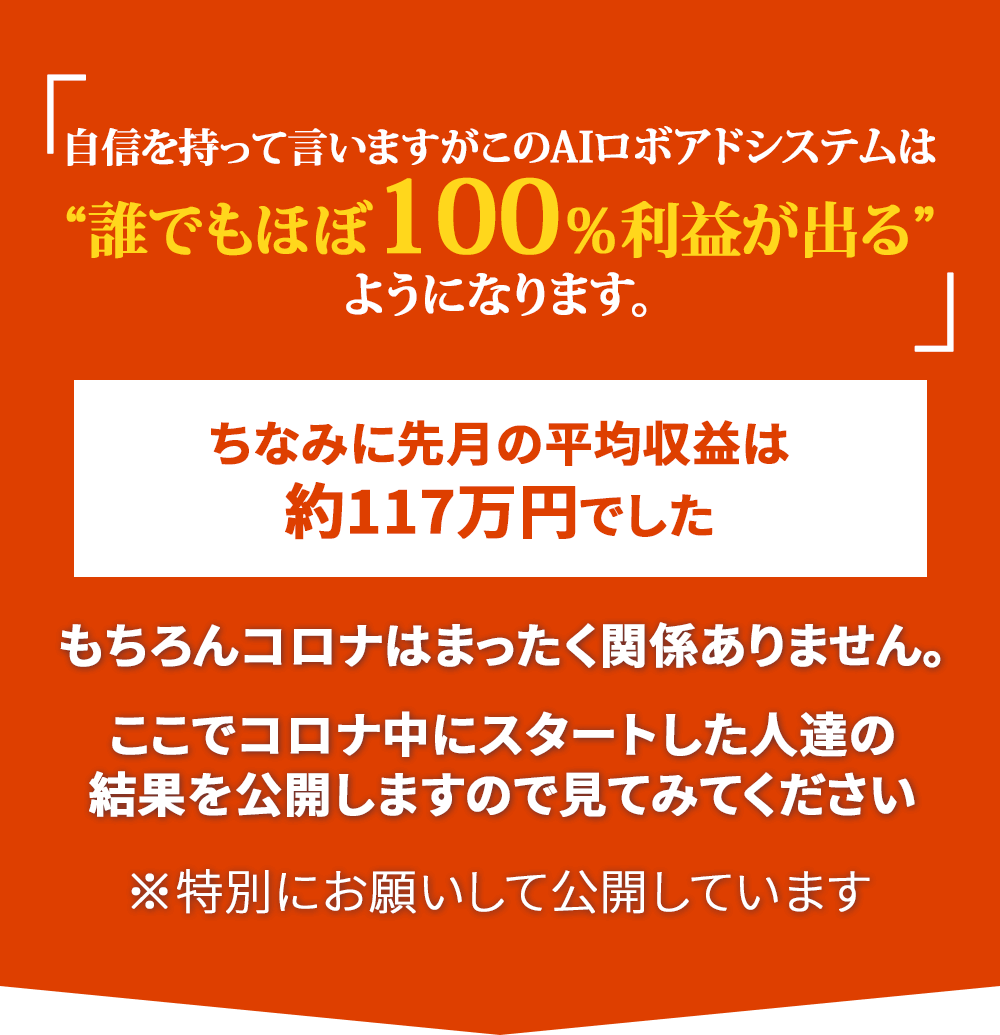 「自信を持って言いますがこのAIロボアドシステムは
“誰でもほぼ100%利益が出る”
ようになります。」
ちなみに先月の平均収益は
約117万円でした
もちろんコロナはまったく関係ありません。
ここでコロナ中にスタートした人達の
結果を公開しますので見てみてください
※特別にお願いして公開しています